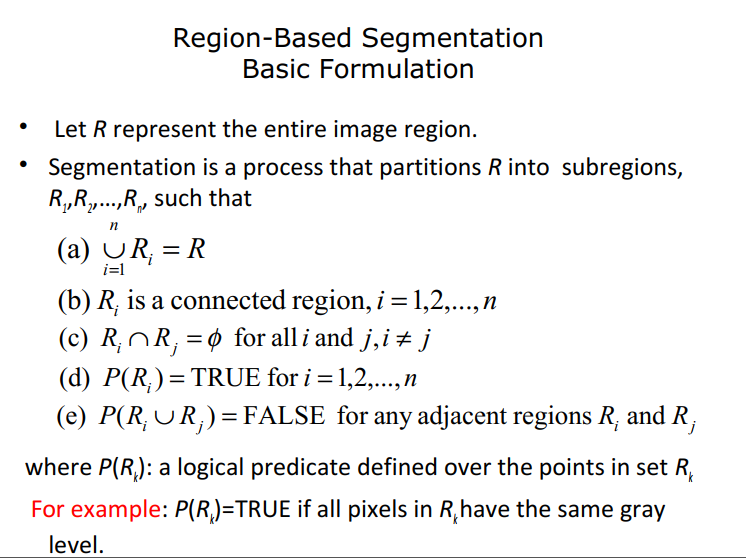 Region-Based Segmentation
Basic Formulation
• Let R represent the entire image region.
• Segmentation is a process that partitions R into subregions,
R₁,R₂,...,Rₙ, such that
(a) ⋃ᵢ₌₁ⁿ Rᵢ = R
(b) Rᵢ is a connected region, i = 1,2,..., n
(c) Rᵢ ∩ Rⱼ = ϕ for all i and j, i ≠ j
(d) P(Rᵢ) = TRUE for i = 1,2,..., n
(e) P(Rᵢ ∪ Rⱼ) = FALSE for any adjacent regions Rᵢ and Rⱼ
where P(Rₖ): a logical predicate defined over the points in set Rₖ
For example: P(Rₖ)=TRUE if all pixels in Rₖ have the same gray
level.